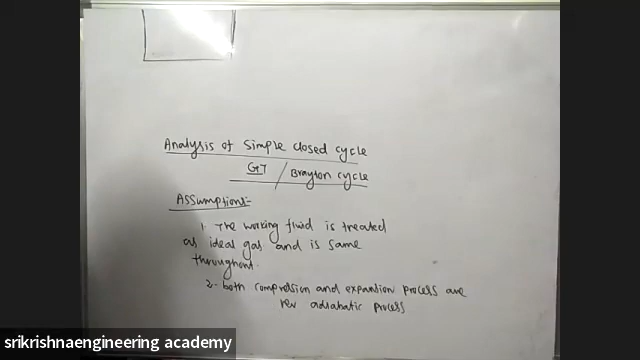 Analysis of simple closed cycle
GT / Brayton cycle
Assumptions:-
1. The working fluid is treated
as ideal gas and is same
throughout.
2. both compression and expansion process are
rev adiabatic process
srikrishnaengineering academy